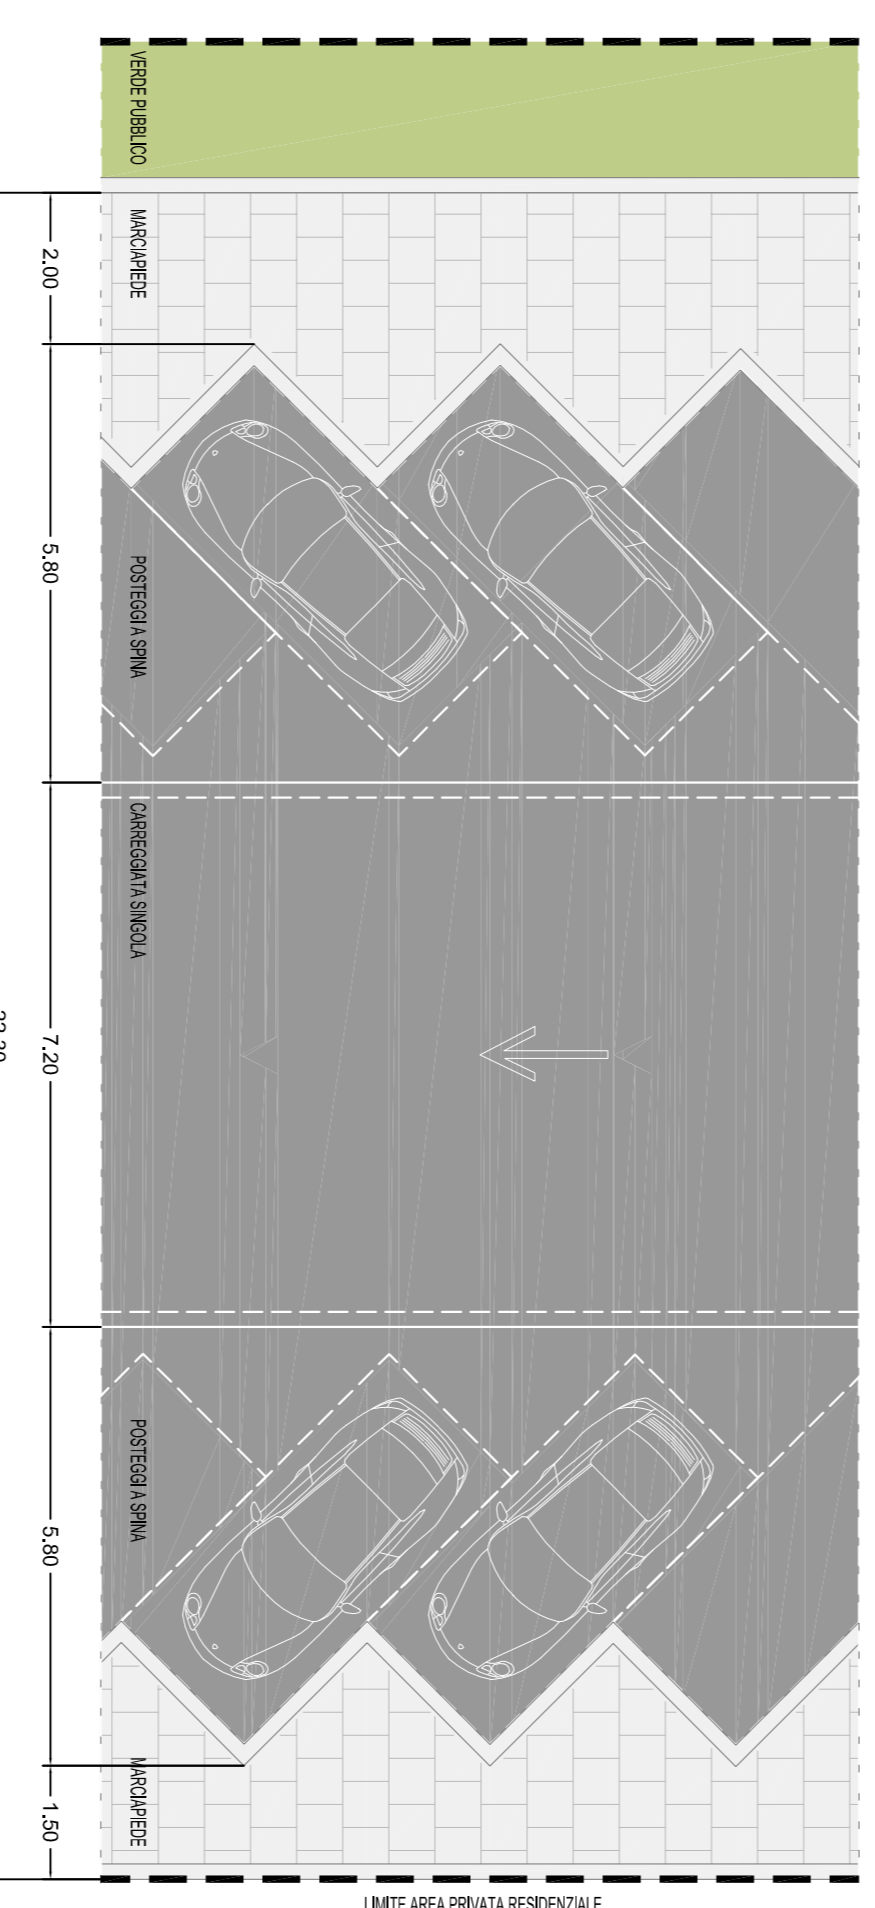 VERDE PUBBLICO
MARCIAPIEDE
2.00
5.80
POSTEGGI A SPINA
CARREGGIATA SINGOLA
7.20
POSTEGGI A SPINA
5.80
MARCIAPIEDE
1.50
LIMITE AREA PRIVATA RESIDENZIALE